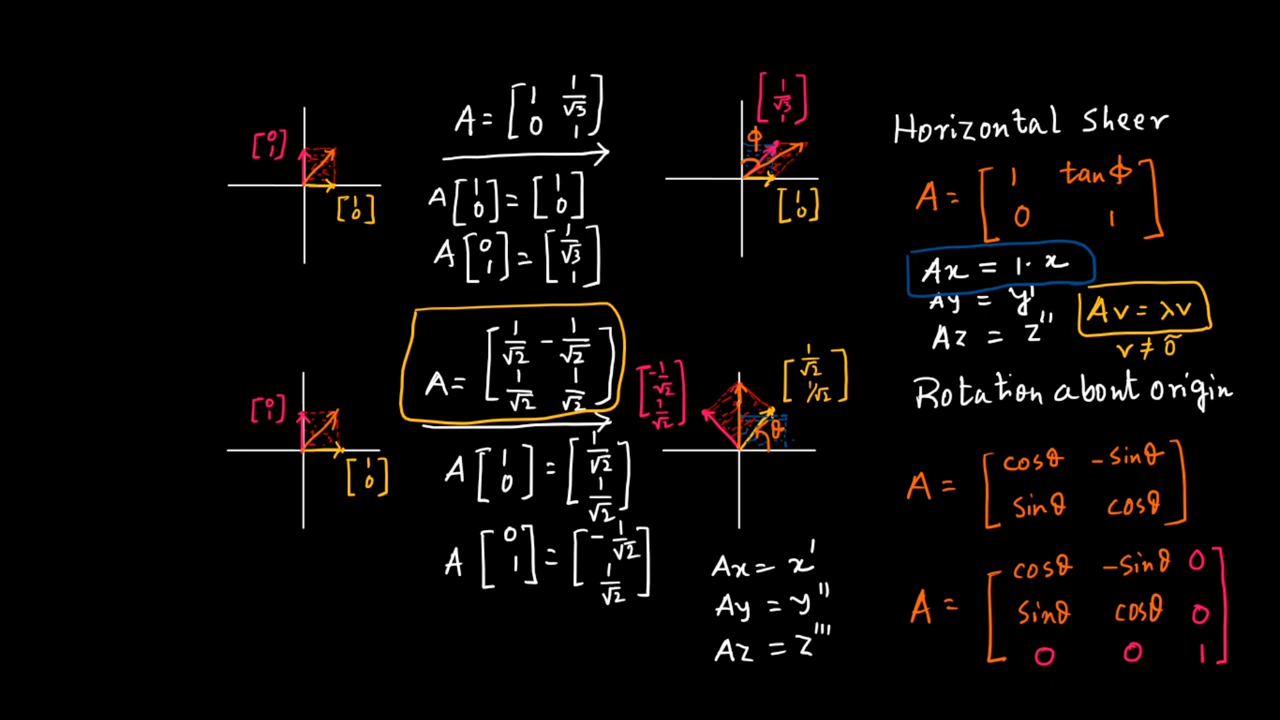 A = [1 1/√3; 0 1]
[0 1]
[1 0]
A [1 0] = [1 0]
A [0 1] = [1/√3 1]
[1/√3 1]
ϕ
[1 0]
Horizontal Sheer
A = [1 tanϕ; 0 1]
Ax = 1·x
Ay = y'
Az = z''
Av = λv
v ≠ 0̄
A = [1/√2 -1/√2; 1/√2 1/√2]
[0 1]
[1 0]
A [1 0] = [1/√2 1/√2]
A [0 1] = [-1/√2 1/√2]
[-1/√2 1/√2]
[1/√2 1/√2]
θ
Ax = x'
Ay = y''
Az = z'''
Rotation about origin
A = [cosθ -sinθ; sinθ cosθ]
A = [cosθ -sinθ 0; sinθ cosθ 0; 0 0 1]